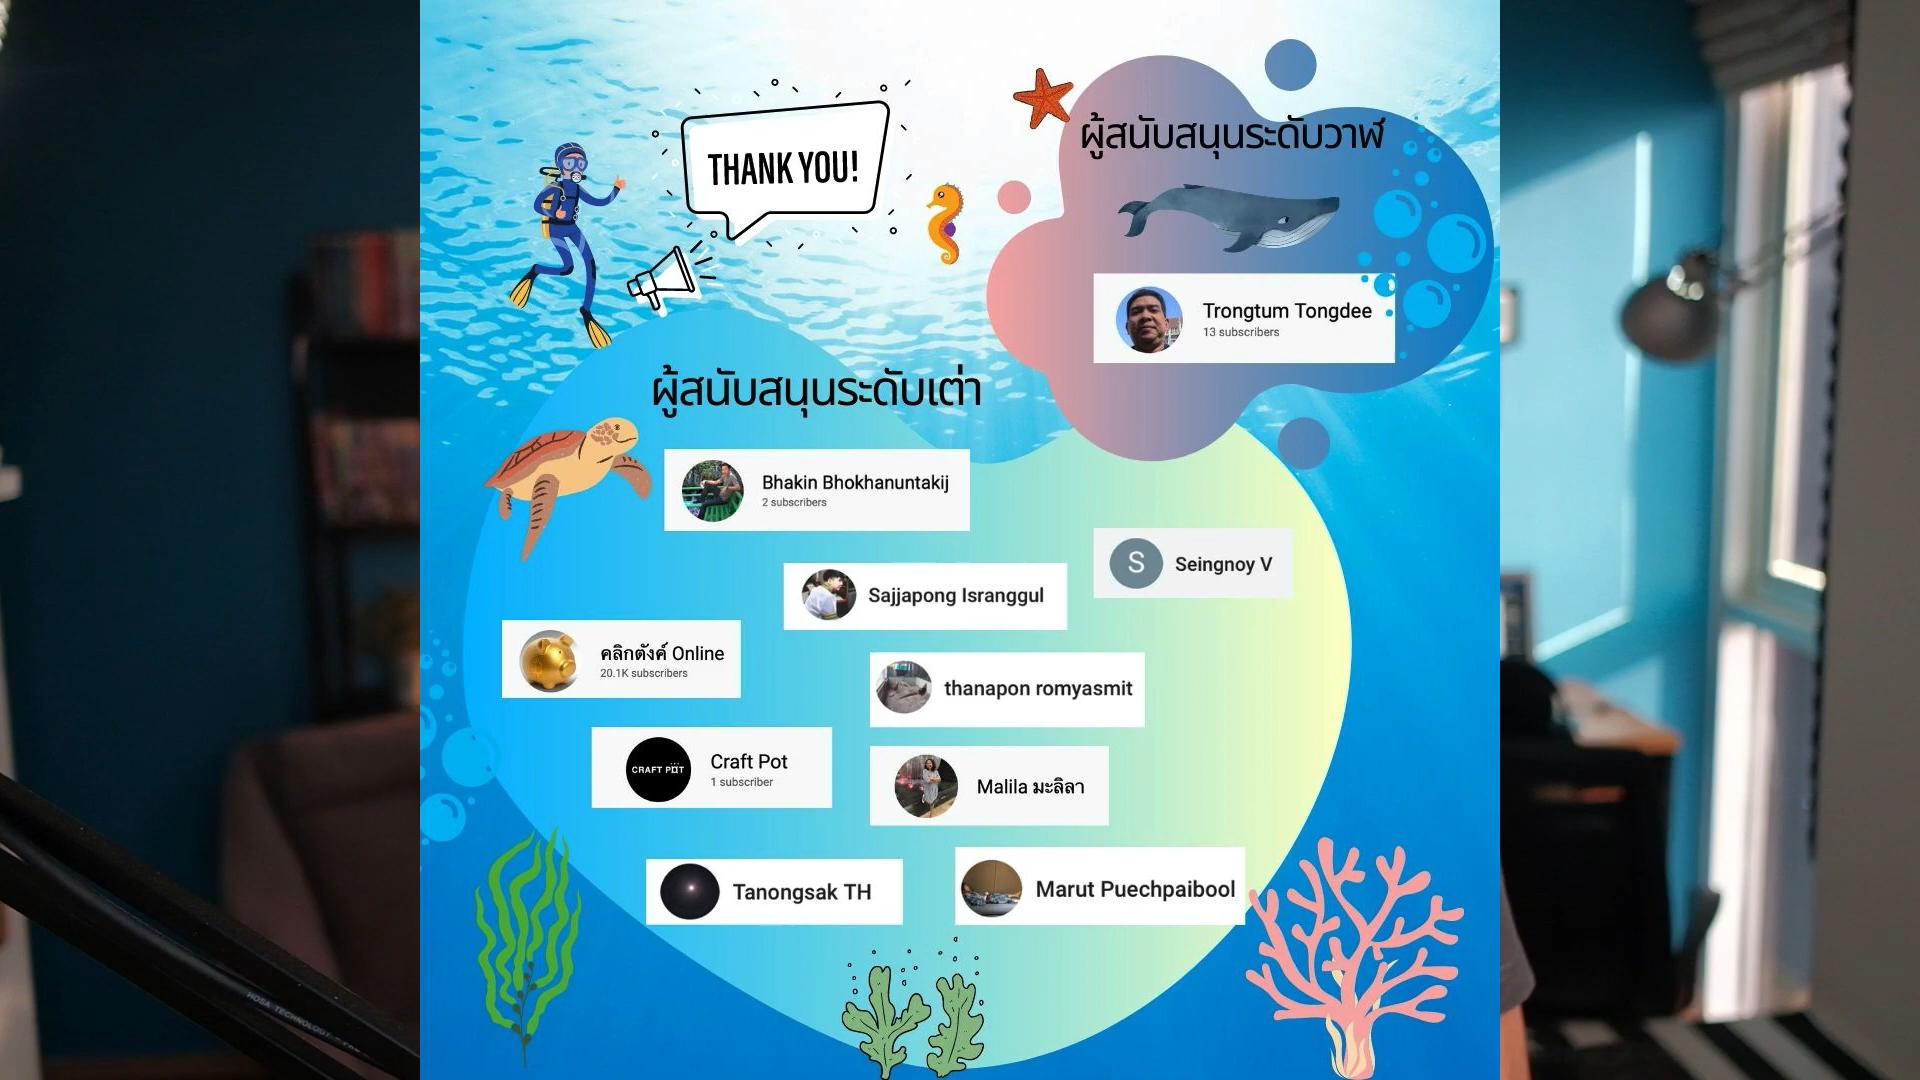 THANK YOU!
ผู้สนับสนุนระดับวาฬ
Trongtum Tongdee
13 subscribers
ผู้สนับสนุนระดับเต่า
Bhakin Bhokhanuntakij
2 subscribers
S
Seingnoy V
Sajjapong Isranggul
คลิกตังค์ Online
20.1K subscribers
thanapon romyasmit
CRAFT POT
Craft Pot
1 subscriber
Malila มะลิลา
Tanongsak TH
Marut Puechpaibool
HOSA TECHNOLOGY